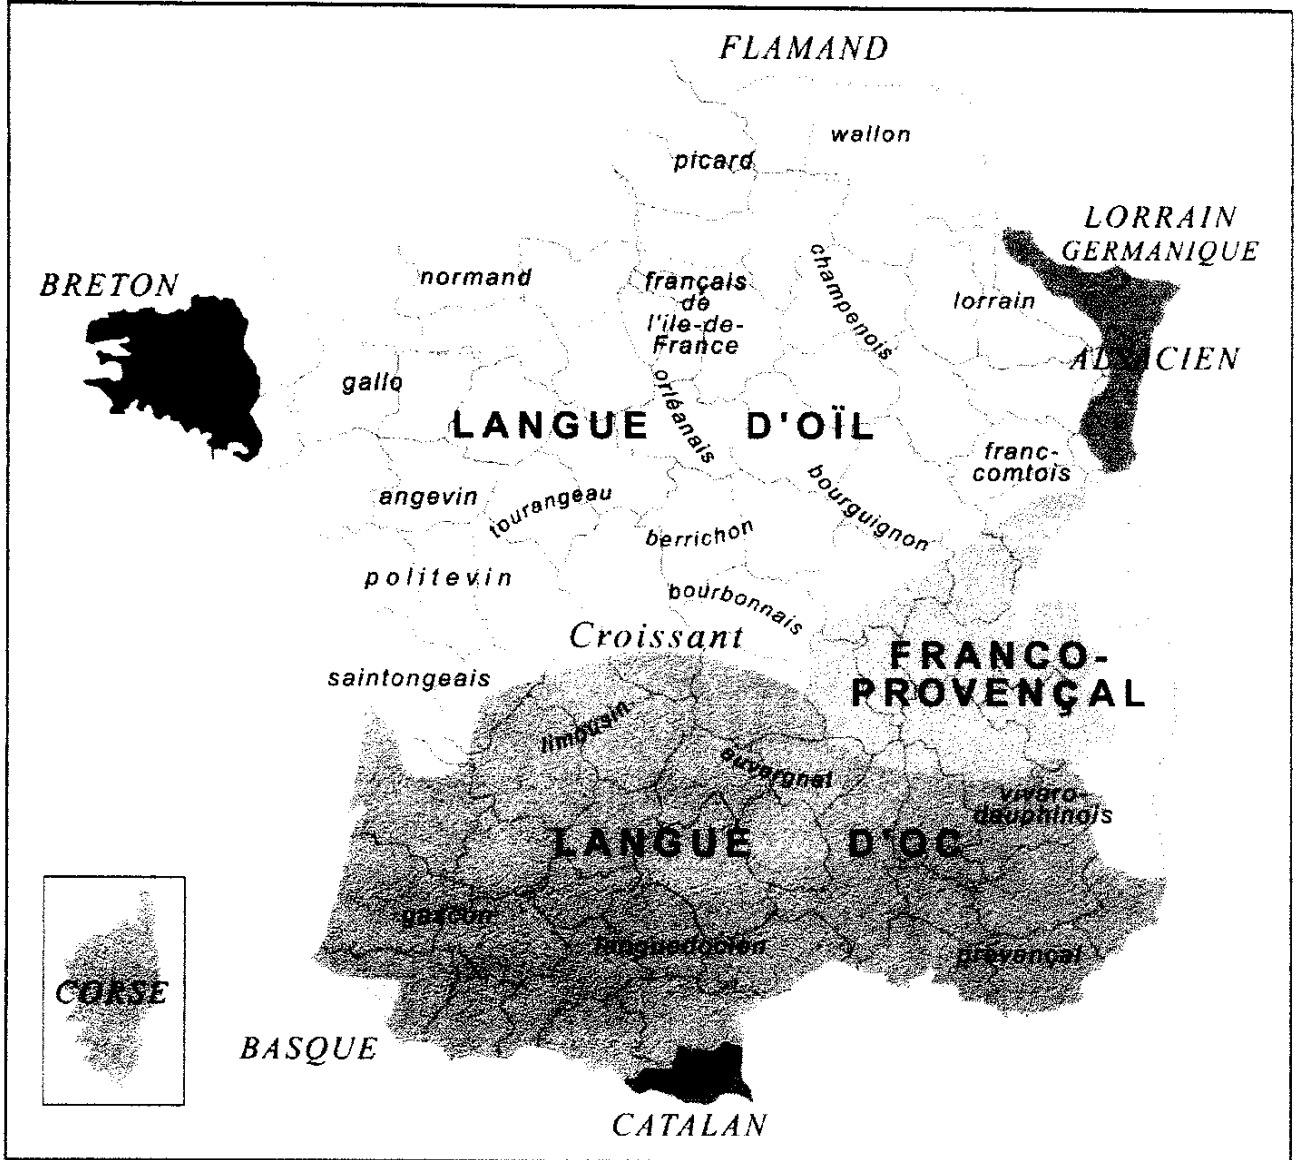 FLAMAND
wallon
picard
LORRAIN
GERMANIQUE
BRETON
normand
français
de
l'île-de-
France
champenois
lorrain
ALSACIEN
gallo
orléanais
LANGUE D'OÏL
franc-
comtois
angevin
tourangeau
bourguignon
berrichon
politevin
bourbonnais
Croissant
FRANCO-
PROVENÇAL
saintongeais
limousin
auvergnat
vivaro-
dauphinois
LANGUE D'OC
gascon
languedocien
provençal
CORSE
BASQUE
CATALAN